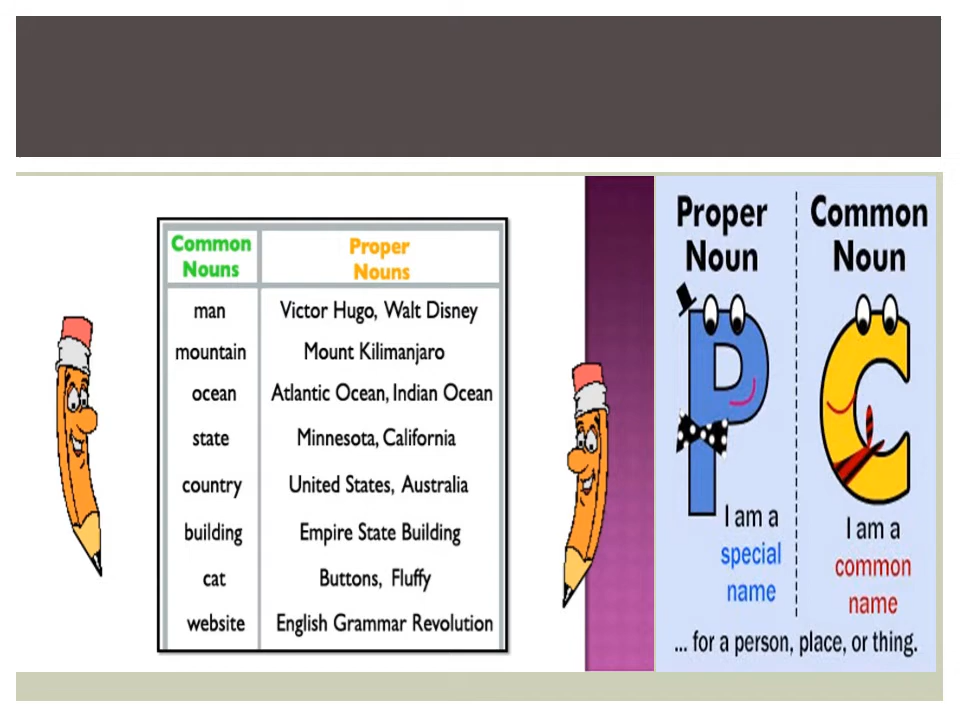 Common Nouns Proper Nouns
man Victor Hugo, Walt Disney
mountain Mount Kilimanjaro
ocean Atlantic Ocean, Indian Ocean
state Minnesota, California
country United States, Australia
building Empire State Building
cat Buttons, Fluffy
website English Grammar Revolution
Proper
Noun
I am a
special
name
Common
Noun
I am a
common
name
... for a person, place, or thing.